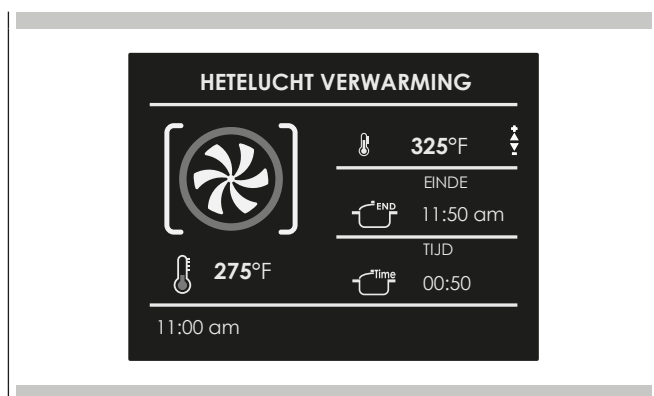 HETELUCHT VERWARMING
325°F
EINDE
END 11:50 am
TIJD
275°F
Time 00:50
11:00 am